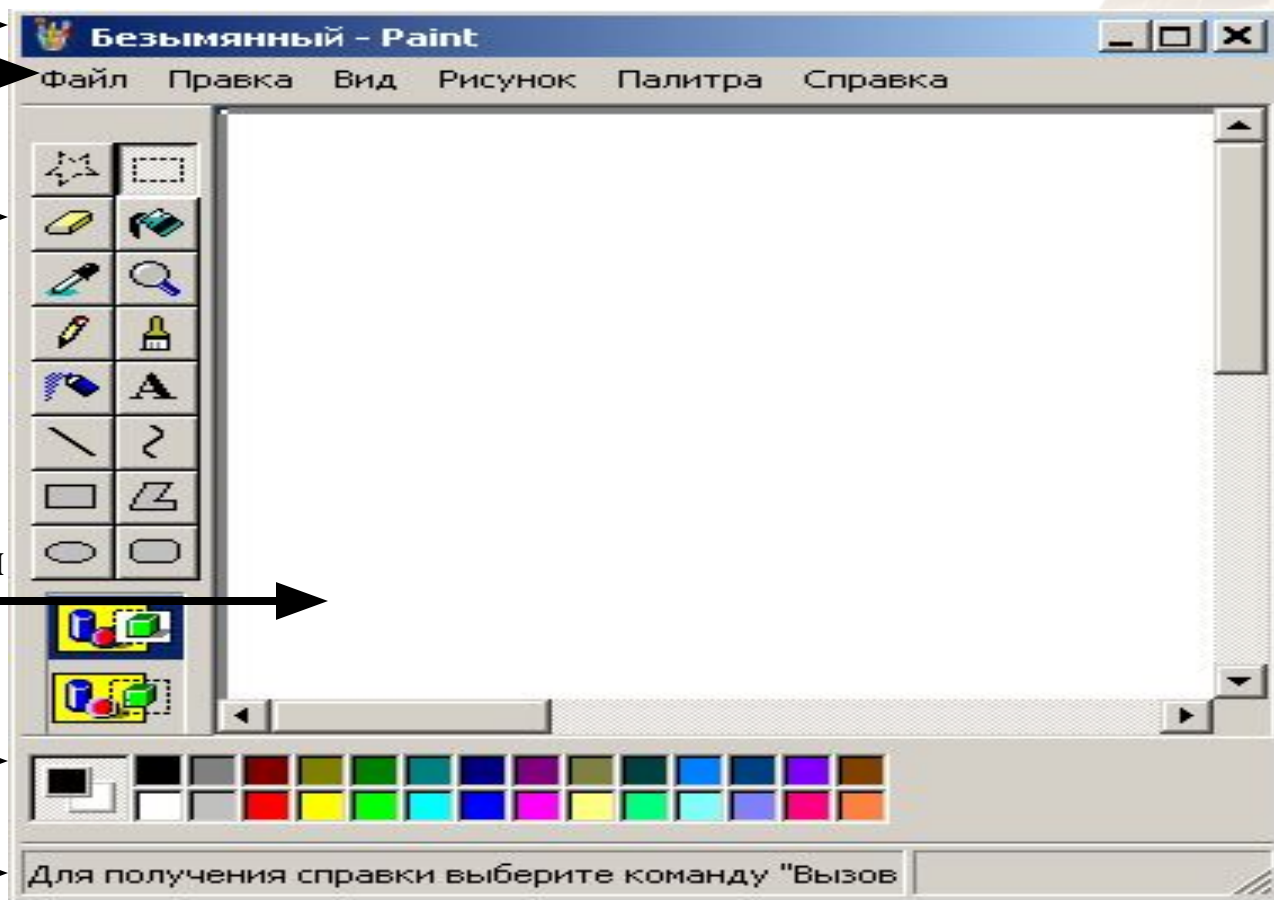 Безымянный - Paint
Файл Правка Вид Рисунок Палитра Справка
A
Для получения справки выберите команду "Вызов